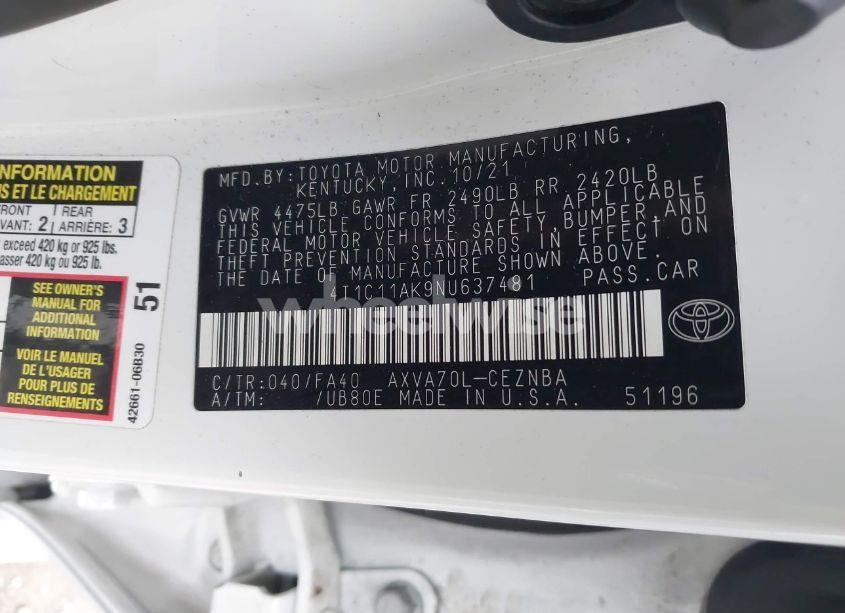 INFORMATION
S ET LE CHARGEMENT
FRONT
VANT: 2
REAR
ARRIÈRE: 3
exceed 420 kg or 925 lbs.
asser 420 kg ou 925 lb.
SEE OWNER'S
MANUAL FOR
ADDITIONAL
INFORMATION
VOIR LE MANUEL
DE L'USAGER
POUR PLUS DE
RENSEIGNEMENTS
51
42661-06B30
MFD.BY:TOYOTA MOTOR MANUFACTURING,
KENTUCKY,INC.10/21
GVWR 4475LB GAWR FR 2490LB RR 2420LB
THIS VEHICLE CONFORMS TO ALL APPLICABLE
FEDERAL MOTOR VEHICLE SAFETY,BUMPER,AND
THEFT PREVENTION STANDARDS IN EFFECT ON
THE DATE OF MANUFACTURE SHOWN ABOVE.
4T1C11AK9NU637481 PASS.CAR
wheelwise
C/TR:040/FA40 AXVA70L-CEZNBA
A/TM: /UB80E MADE IN U.S.A. 51196